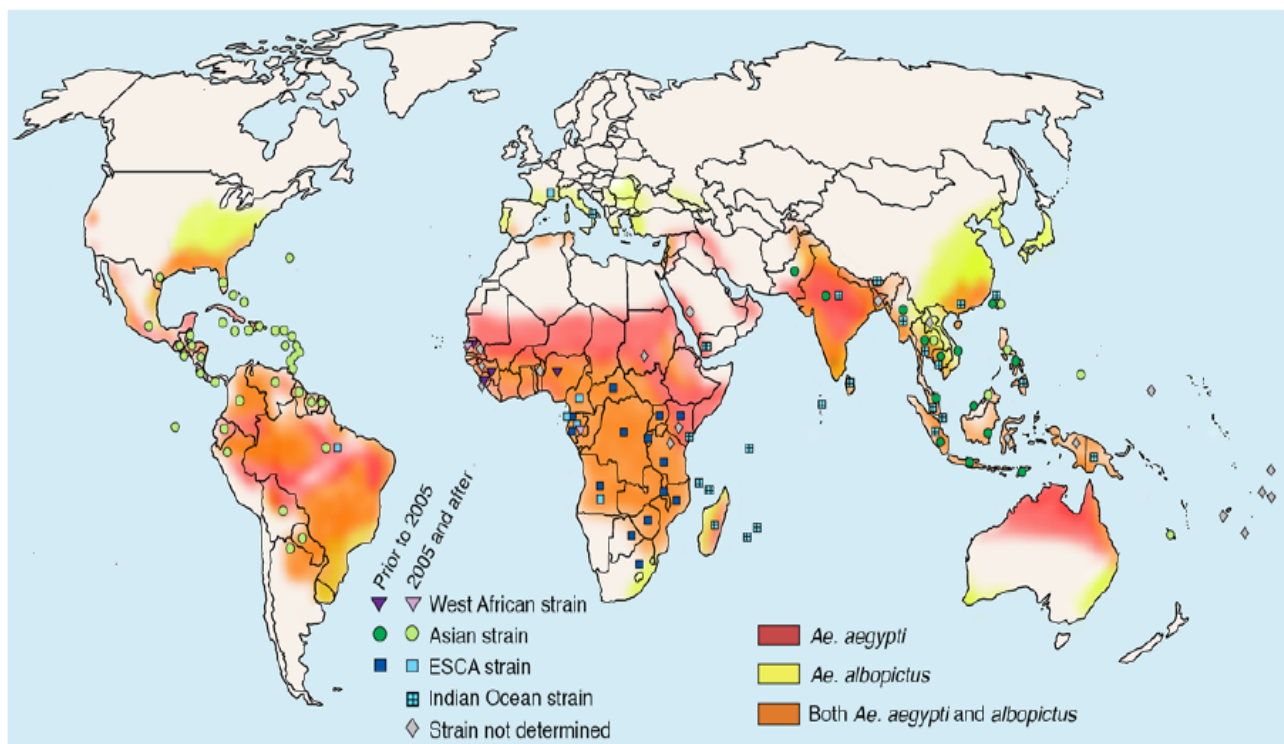 Prior to 2005
2005 and after
West African strain
Asian strain
ESCA strain
Indian Ocean strain
Strain not determined
Ae. aegypti
Ae. albopictus
Both Ae. aegypti and albopictus